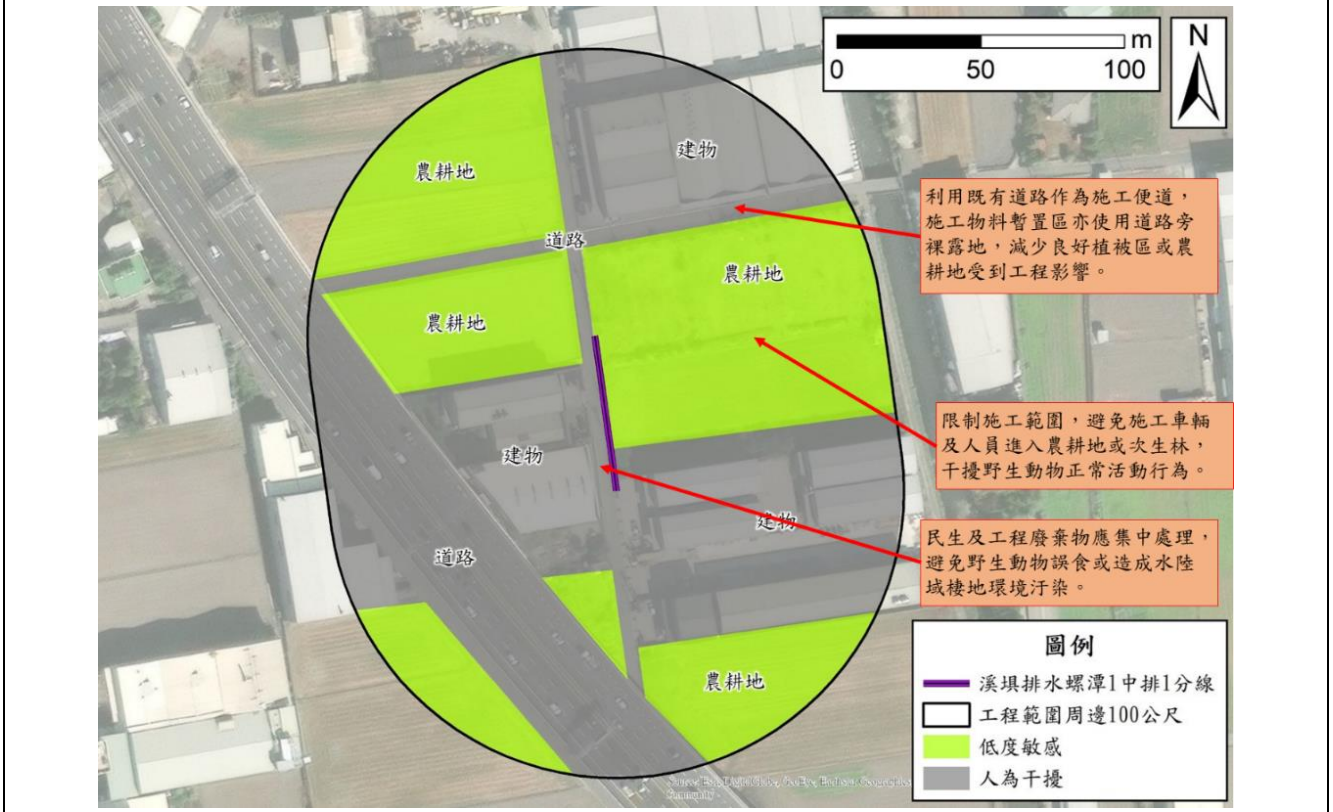 m
0 50 100
N
農耕地
建物
利用既有道路作為施工便道，
施工物料暫置區亦使用道路旁
裸露地，減少良好植被區或農
耕地受到工程影響。
道路
農耕地
農耕地
限制施工範圍，避免施工車輛
及人員進入農耕地或次生林，
干擾野生動物正常活動行為。
建物
建物
民生及工程廢棄物應集中處理，
避免野生動物誤食或造成水陸
域棲地環境汙染。
道路
農耕地
圖例
溪埧排水螺潭1中排1分線
工程範圍周邊100公尺
低度敏感
人為干擾